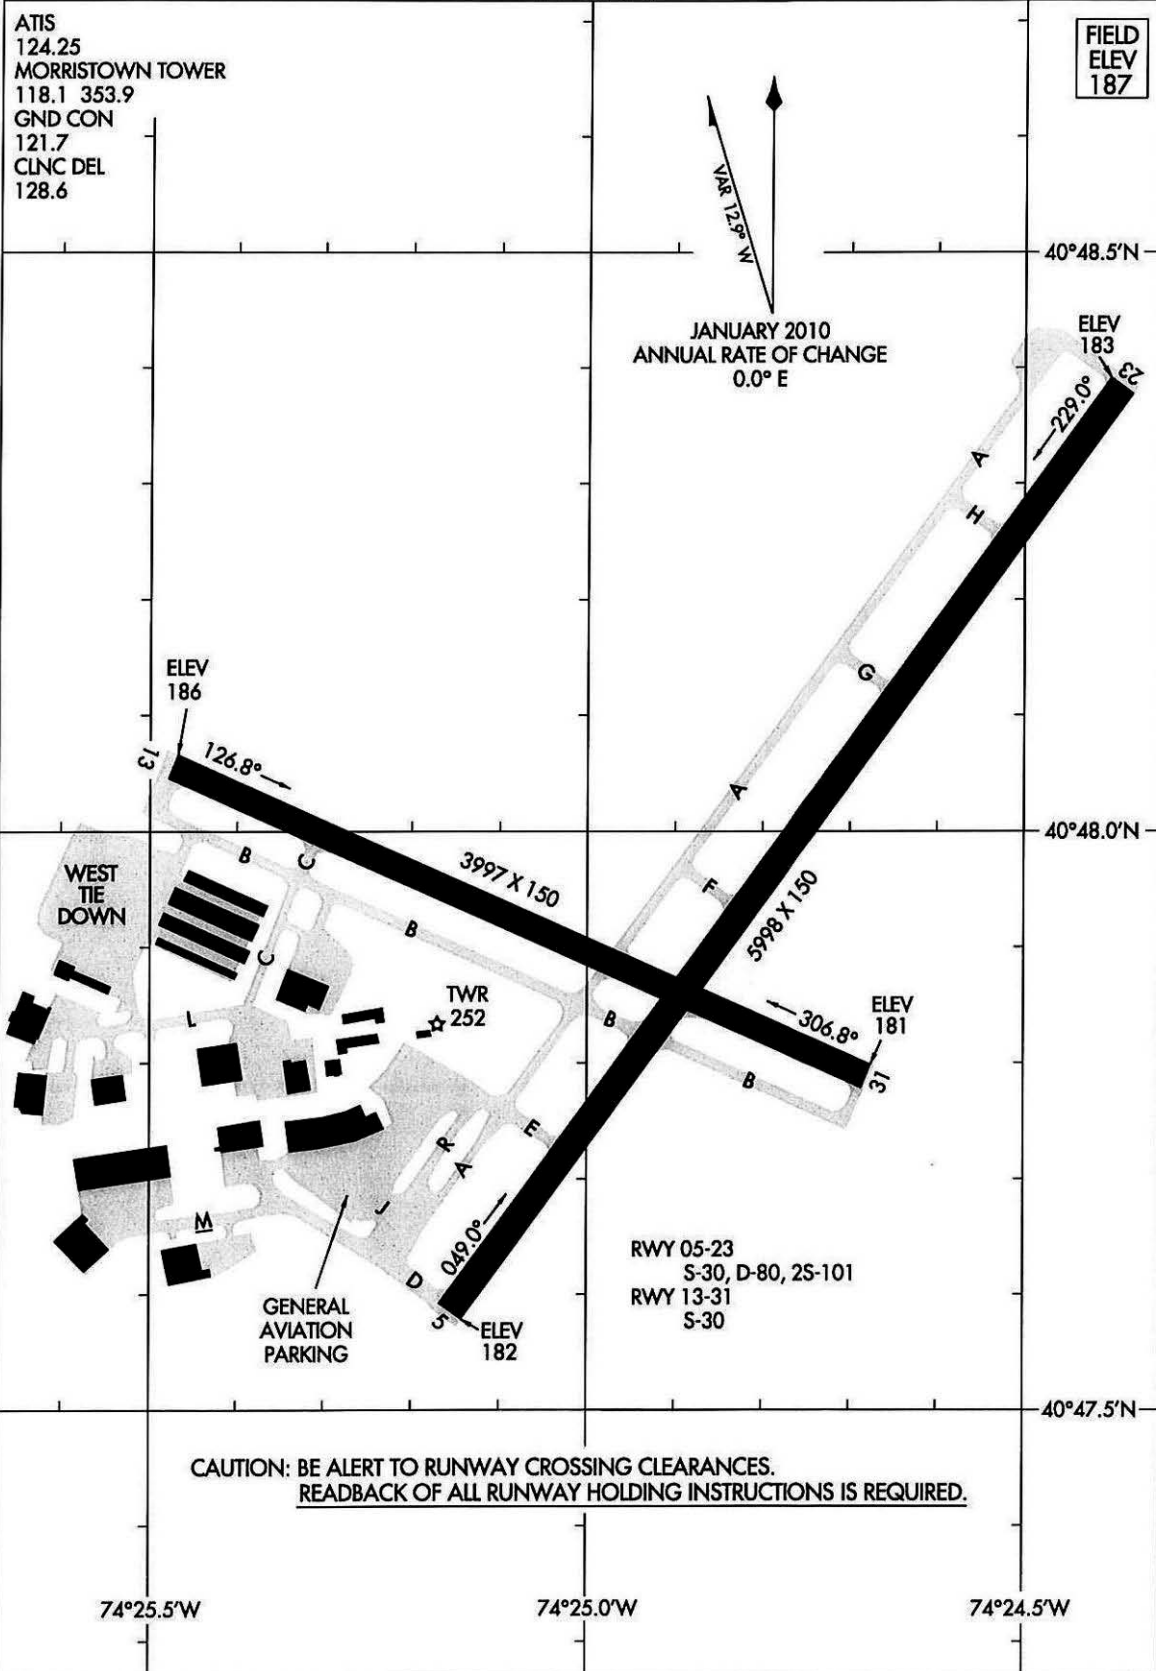 ATIS
124.25
MORRISTOWN TOWER
118.1 353.9
GND CON
121.7
CLNC DEL
128.6
FIELD
ELEV
187
VAR 12.9° W
JANUARY 2010
ANNUAL RATE OF CHANGE
0.0° E
40°48.5'N
ELEV
183
23
229.0°
A
H
G
ELEV
186
13
126.8°
A
40°48.0'N
WEST
TIE
DOWN
B
C
3997 X 150
F
5998 X 150
B
C
L
TWR
252
B
306.8°
ELEV
181
31
B
E
R
A
J
M
049.0°
D
5
ELEV
182
GENERAL
AVIATION
PARKING
RWY 05-23
S-30, D-80, 2S-101
RWY 13-31
S-30
40°47.5'N
CAUTION: BE ALERT TO RUNWAY CROSSING CLEARANCES.
READBACK OF ALL RUNWAY HOLDING INSTRUCTIONS IS REQUIRED.
74°25.5'W
74°25.0'W
74°24.5'W